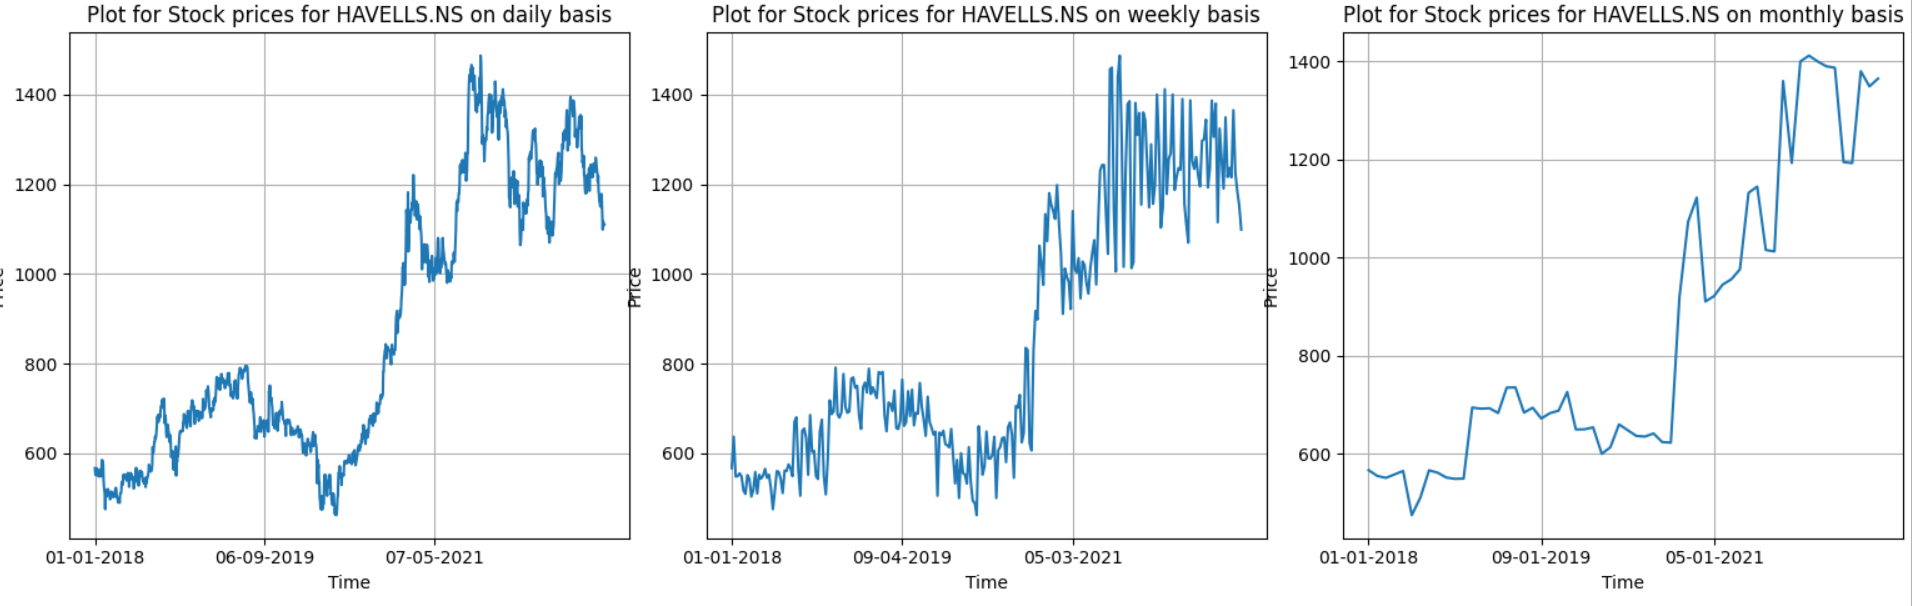 Plot for Stock prices for HAVELLS.NS on daily basis
1400
1200
1000
800
600
01-01-2018 06-09-2019 07-05-2021
Time
Plot for Stock prices for HAVELLS.NS on weekly basis
Price
1400
1200
1000
800
600
01-01-2018 09-04-2019 05-03-2021
Time
Plot for Stock prices for HAVELLS.NS on monthly basis
Price
1400
1200
1000
800
600
01-01-2018 09-01-2019 05-01-2021
Time